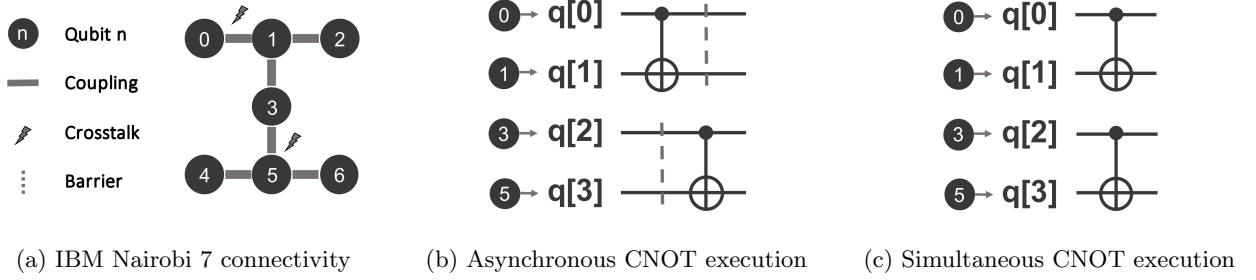 n Qubit n
Coupling
Crosstalk
Barrier
0 1 2
3
4 5 6
(a) IBM Nairobi 7 connectivity
0 q[0]
1 q[1]
3 q[2]
5 q[3]
(b) Asynchronous CNOT execution
0 q[0]
1 q[1]
3 q[2]
5 q[3]
(c) Simultaneous CNOT execution